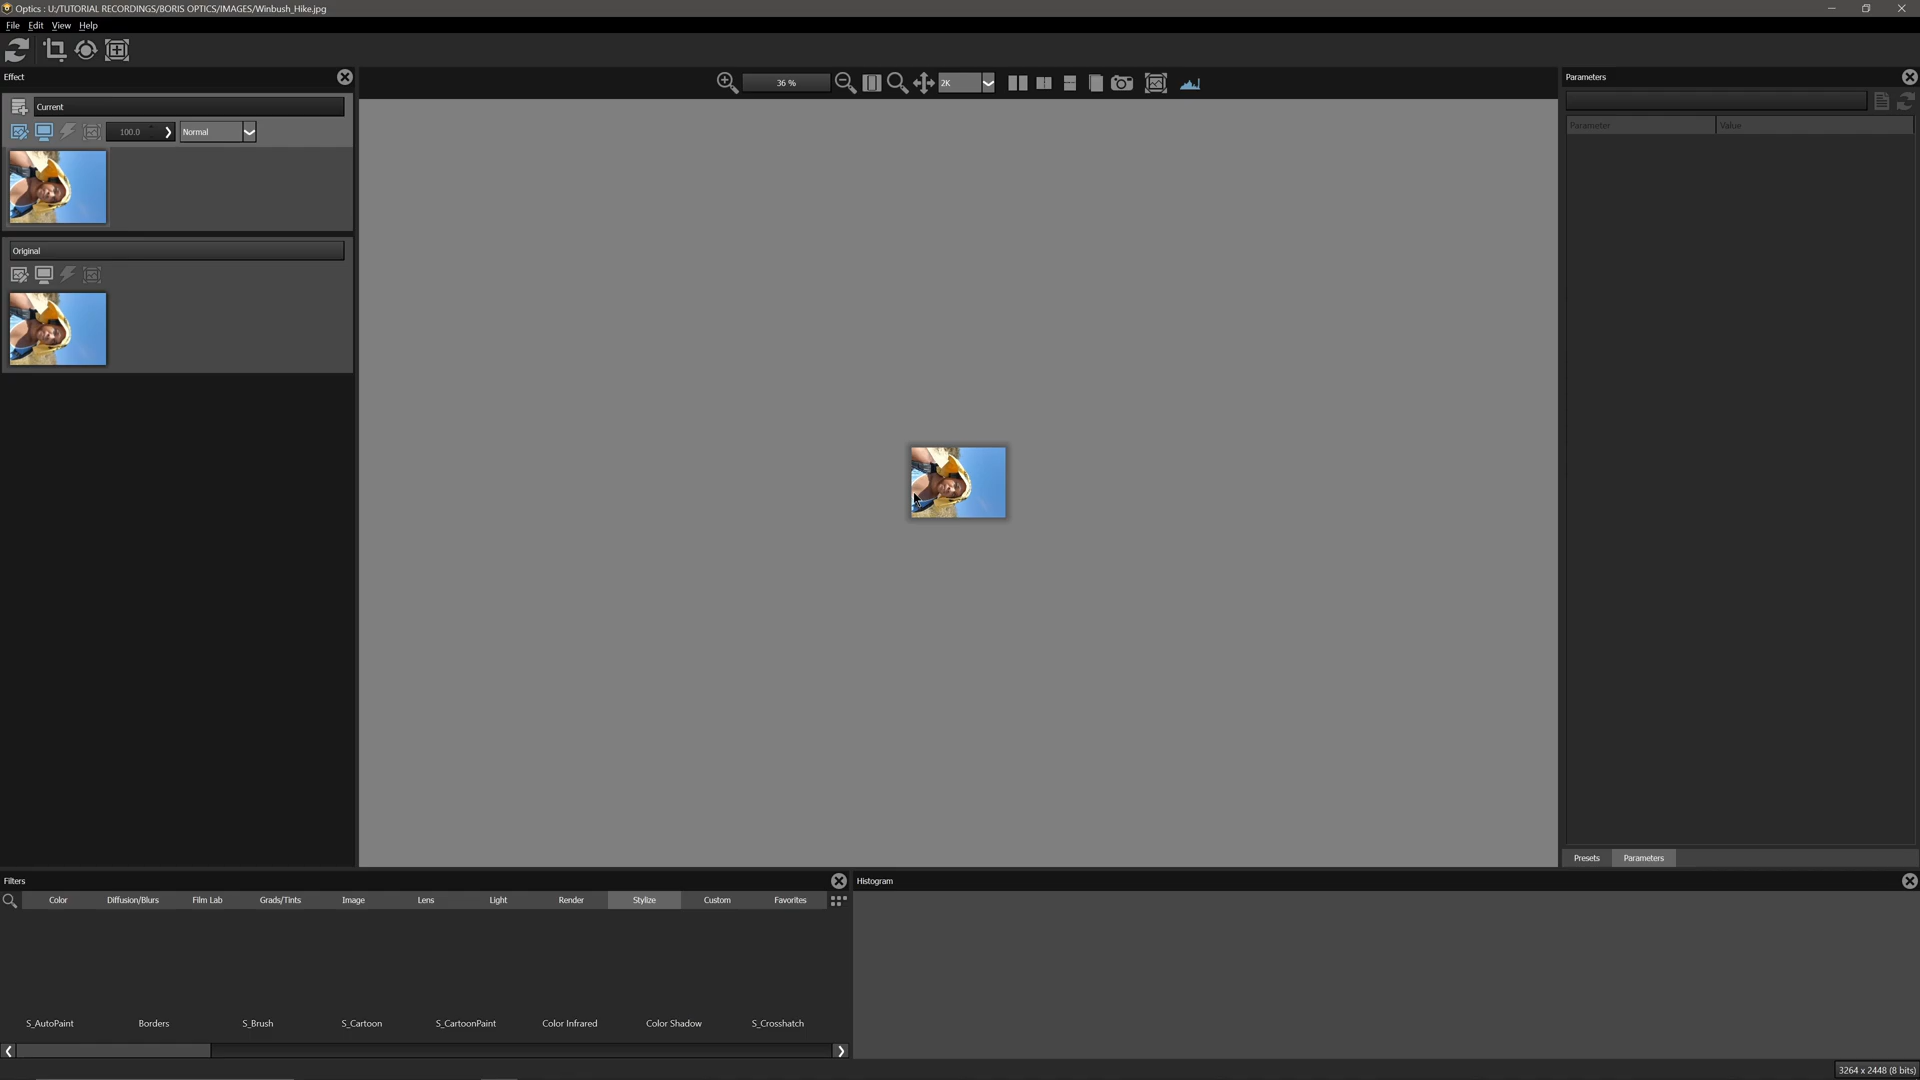 Optics : U:/TUTORIAL RECORDINGS/BORIS OPTICS/IMAGES/Winbush_Hike.jpg
File Edit View Help
Effect
36 %
2K
Parameters
Current
100.0
Normal
Parameter Value
Original
Presets Parameters
Filters
Histogram
Color Diffusion/Blurs Film Lab Grads/Tints Image Lens Light Render Stylize Custom Favorites
S_AutoPaint Borders S_Brush S_Cartoon S_CartoonPaint Color Infrared Color Shadow S_Crosshatch
3264 x 2448 (8 bits)